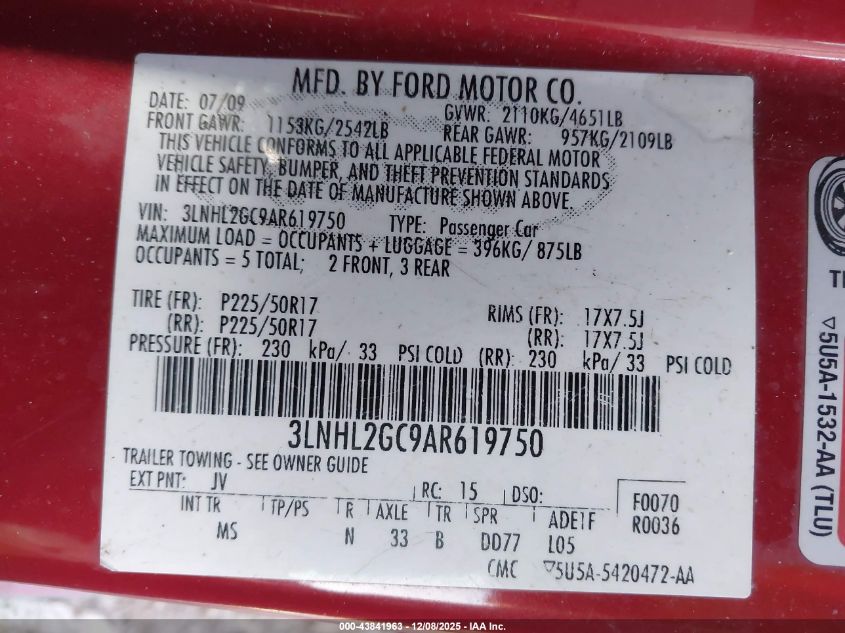 MFD. BY FORD MOTOR CO.
DATE: 07/09 GVWR: 2110KG/4651LB
FRONT GAWR: 1153KG/2542LB REAR GAWR: 957KG/2109LB
THIS VEHICLE CONFORMS TO ALL APPLICABLE FEDERAL MOTOR
VEHICLE SAFETY, BUMPER, AND THEFT PREVENTION STANDARDS
IN EFFECT ON THE DATE OF MANUFACTURE SHOWN ABOVE.
VIN: 3LNHL2GC9AR619750 TYPE: Passenger Car
MAXIMUM LOAD = OCCUPANTS + LUGGAGE = 396KG/ 875LB
OCCUPANTS = 5 TOTAL; 2 FRONT, 3 REAR
TIRE (FR): P225/50R17 RIMS (FR): 17X7.5J
(RR): P225/50R17 (RR): 17X7.5J
PRESSURE (FR): 230 kPa/ 33 PSI COLD (RR): 230 kPa/ 33 PSI COLD
3LNHL2GC9AR619750
TRAILER TOWING - SEE OWNER GUIDE
EXT PNT: JV RC: 15 DSO: F0070
INT TR TP/PS R AXLE TR SPR ADE1F R0036
MS N 33 B DD77 L05
CMC ▽5U5A-5420472-AA
▽5U5A-1532-AA (TLU)
000-43841963 - 12/08/2025 - IAA Inc.